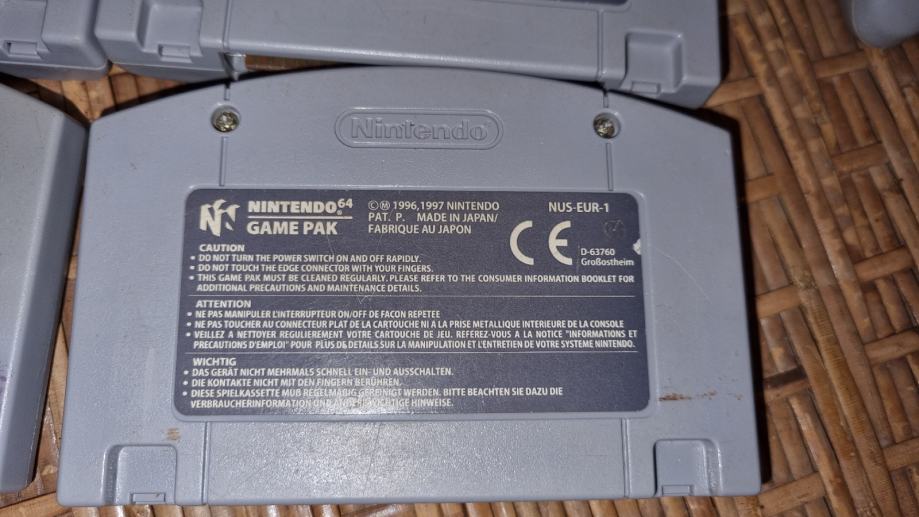 Nintendo
NINTENDO 64
GAME PAK
©Ⓜ 1996,1997 NINTENDO
PAT. P. MADE IN JAPAN/
FABRIQUE AU JAPON
NUS-EUR-1
CE
D-63760
Großostheim
CAUTION
• DO NOT TURN THE POWER SWITCH ON AND OFF RAPIDLY.
• DO NOT TOUCH THE EDGE CONNECTOR WITH YOUR FINGERS.
• THIS GAME PAK MUST BE CLEANED REGULARLY. PLEASE REFER TO THE CONSUMER INFORMATION BOOKLET FOR
ADDITIONAL PRECAUTIONS AND MAINTENANCE DETAILS.
ATTENTION
• NE PAS MANIPULER L'INTERRUPTEUR ON/OFF DE FACON REPETEE
• NE PAS TOUCHER AU CONNECTEUR PLAT DE LA CARTOUCHE NI A LA PRISE METALLIQUE INTERIEURE DE LA CONSOLE
• VEILLEZ A NETTOYER REGULIEREMENT VOTRE CARTOUCHE DE JEU. REFEREZ-VOUS A LA NOTICE "INFORMATIONS ET
PRECAUTIONS D'EMPLOI" POUR PLUS DE DETAILS SUR LA MANIPULATION ET L'ENTRETIEN DE VOTRE SYSTEME NINTENDO.
WICHTIG
• DAS GERÄT NICHT MEHRMALS SCHNELL EIN- UND AUSSCHALTEN.
• DIE KONTAKTE NICHT MIT DEN FINGERN BERÜHREN.
• DIESE SPIELKASSETTE MUß REGELMÄßIG GEREINIGT WERDEN. BITTE BEACHTEN SIE DAZU DIE
VERBRAUCHERINFORMATION UND ANDERE WICHTIGE HINWEISE.